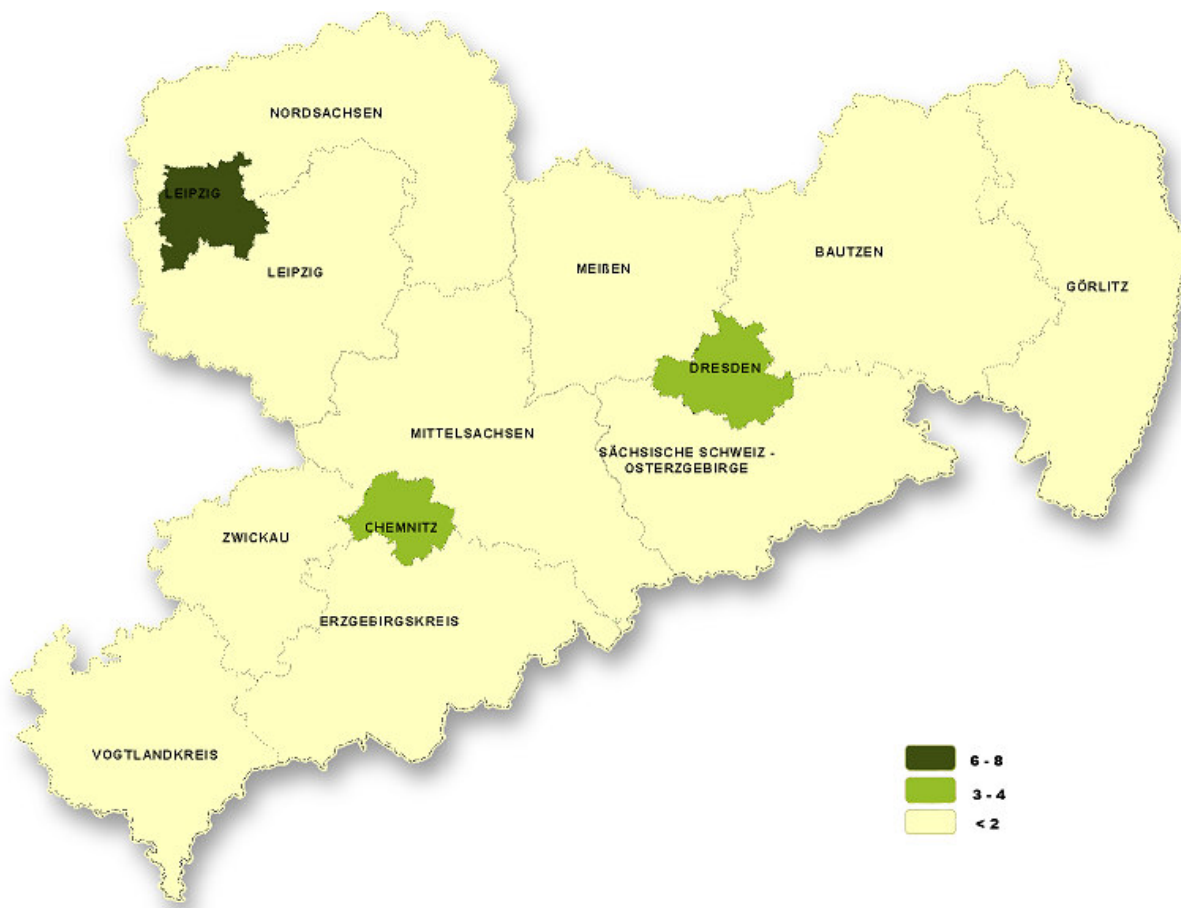 NORDSACHSEN
LEIPZIG
LEIPZIG
MEIßEN
BAUTZEN
GÖRLITZ
DRESDEN
MITTELSACHSEN
SÄCHSISCHE SCHWEIZ -
OSTERZGEBIRGE
CHEMNITZ
ZWICKAU
ERZGEBIRGSKREIS
VOGTLANDKREIS
6 - 8
3 - 4
< 2